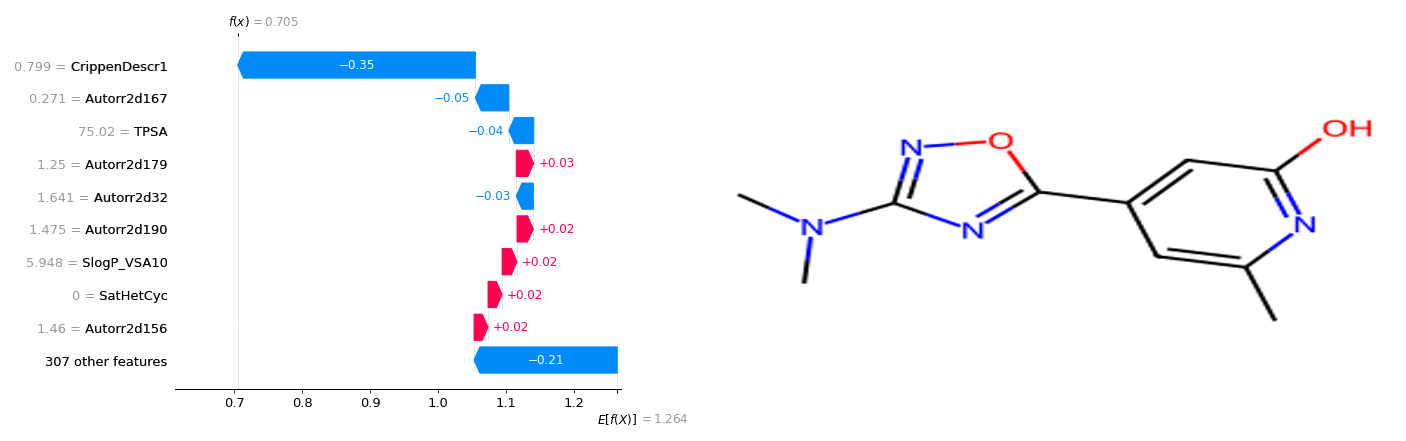 f(x) = 0.705
0.799 = CrippenDescr1 −0.35
0.271 = Autorr2d167 −0.05
75.02 = TPSA −0.04
1.25 = Autorr2d179 +0.03
1.641 = Autorr2d32 −0.03
1.475 = Autorr2d190 +0.02
5.948 = SlogP_VSA10 +0.02
0 = SatHetCyc +0.02
1.46 = Autorr2d156 +0.02
307 other features −0.21
0.7 0.8 0.9 1.0 1.1 1.2
E[f(X)] = 1.264
OH
N O
N
N N